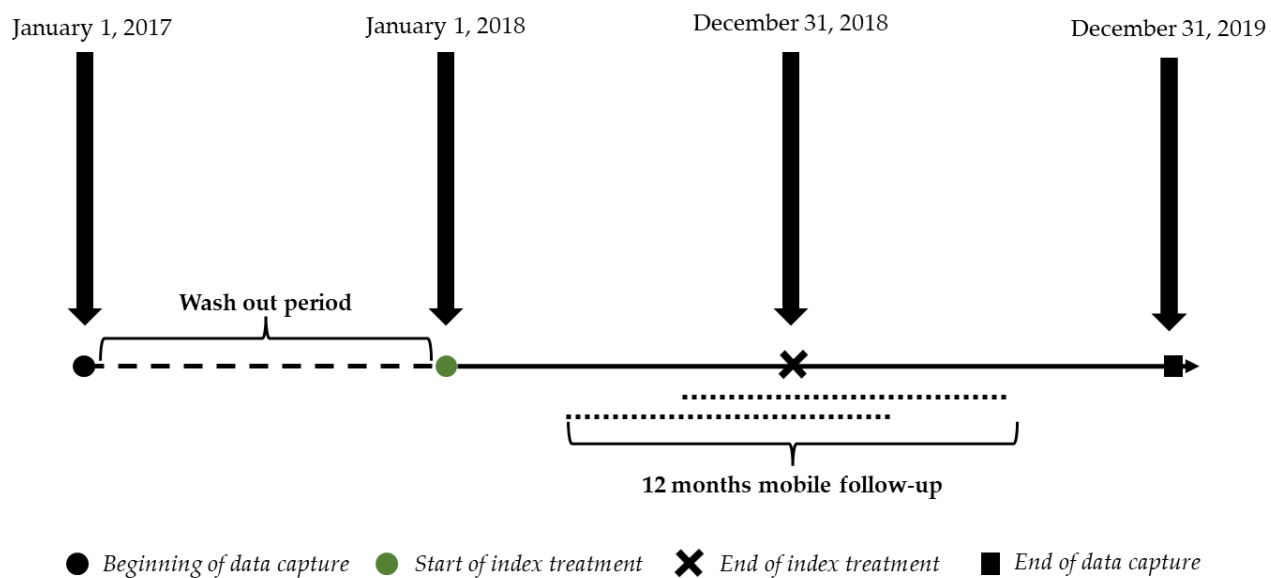 January 1, 2017
January 1, 2018
December 31, 2018
December 31, 2019
Wash out period
12 months mobile follow-up
Beginning of data capture
Start of index treatment
End of index treatment
End of data capture